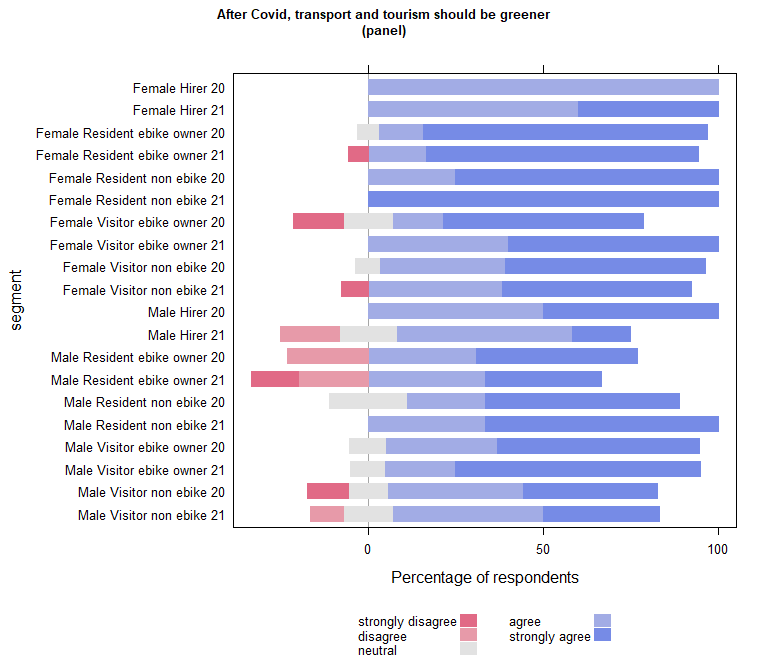 After Covid, transport and tourism should be greener
(panel)
Female Hirer 20
Female Hirer 21
Female Resident ebike owner 20
Female Resident ebike owner 21
Female Resident non ebike 20
Female Resident non ebike 21
Female Visitor ebike owner 20
Female Visitor ebike owner 21
Female Visitor non ebike 20
Female Visitor non ebike 21
Male Hirer 20
Male Hirer 21
Male Resident ebike owner 20
Male Resident ebike owner 21
Male Resident non ebike 20
Male Resident non ebike 21
Male Visitor ebike owner 20
Male Visitor ebike owner 21
Male Visitor non ebike 20
Male Visitor non ebike 21
segment
0 50 100
Percentage of respondents
strongly disagree agree
disagree strongly agree
neutral